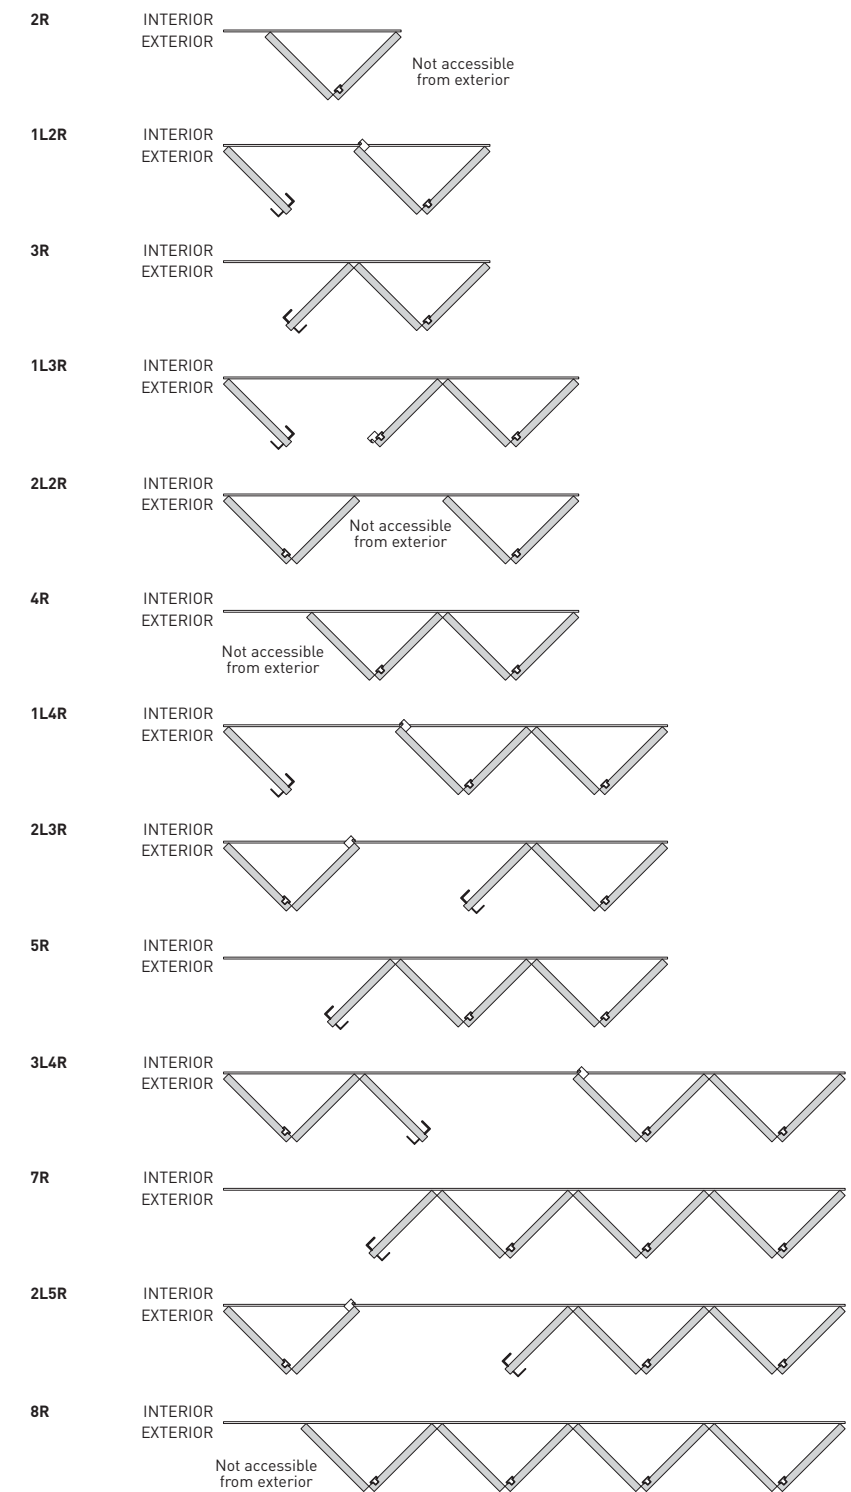 2R INTERIOR
EXTERIOR
Not accessible
from exterior
1L2R INTERIOR
EXTERIOR
3R INTERIOR
EXTERIOR
1L3R INTERIOR
EXTERIOR
2L2R INTERIOR
EXTERIOR
Not accessible
from exterior
4R INTERIOR
EXTERIOR
Not accessible
from exterior
1L4R INTERIOR
EXTERIOR
2L3R INTERIOR
EXTERIOR
5R INTERIOR
EXTERIOR
3L4R INTERIOR
EXTERIOR
7R INTERIOR
EXTERIOR
2L5R INTERIOR
EXTERIOR
8R INTERIOR
EXTERIOR
Not accessible
from exterior